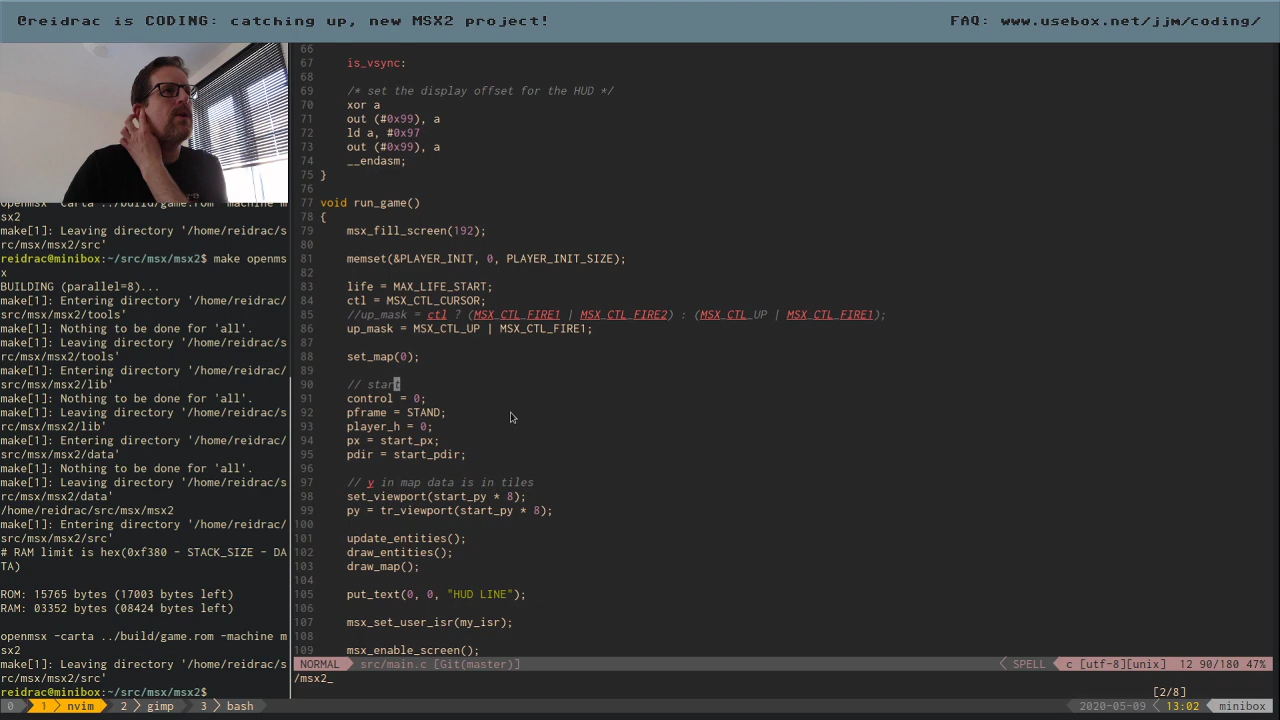 @reidrac is CODING: catching up, new MSX2 project!
FAQ: www.usebox.net/jjm/coding/
openmsx -carta ../build/game.rom -machine m
sx2
make[1]: Leaving directory '/home/reidrac/s
rc/msx/msx2/src'
reidrac@minibox:~/src/msx/msx2$ make openms
x
BUILDING (parallel=8)...
make[1]: Entering directory '/home/reidrac/
src/msx/msx2/tools'
make[1]: Nothing to be done for 'all'.
make[1]: Leaving directory '/home/reidrac/s
rc/msx/msx2/tools'
make[1]: Entering directory '/home/reidrac/
src/msx/msx2/lib'
make[1]: Nothing to be done for 'all'.
make[1]: Leaving directory '/home/reidrac/s
rc/msx/msx2/lib'
make[1]: Entering directory '/home/reidrac/
src/msx/msx2/data'
make[1]: Nothing to be done for 'all'.
make[1]: Leaving directory '/home/reidrac/s
rc/msx/msx2/data'
/home/reidrac/src/msx/msx2
make[1]: Entering directory '/home/reidrac/
src/msx/msx2/src'
# RAM limit is hex(0xf380 - STACK_SIZE - DA
TA)
ROM: 15765 bytes (17003 bytes left)
RAM: 03352 bytes (08424 bytes left)
openmsx -carta ../build/game.rom -machine m
sx2
make[1]: Leaving directory '/home/reidrac/s
rc/msx/msx2/src'
reidrac@minibox:~/src/msx/msx2$
66
67 is_vsync:
68
69 /* set the display offset for the HUD */
70 xor a
71 out (#0x99), a
72 ld a, #0x97
73 out (#0x99), a
74 __endasm;
75 }
76
77 void run_game()
78 {
79 msx_fill_screen(192);
80
81 memset(&PLAYER_INIT, 0, PLAYER_INIT_SIZE);
82
83 life = MAX_LIFE_START;
84 ctl = MSX_CTL_CURSOR;
85 //up_mask = ctl ? (MSX_CTL_FIRE1 | MSX_CTL_FIRE2) : (MSX_CTL_UP | MSX_CTL_FIRE1);
86 up_mask = MSX_CTL_UP | MSX_CTL_FIRE1;
87
88 set_map(0);
89
90 // start
91 control = 0;
92 pframe = STAND;
93 player_h = 0;
94 px = start_px;
95 pdir = start_pdir;
96
97 // y in map data is in tiles
98 set_viewport(start_py * 8);
99 py = tr_viewport(start_py * 8);
100
101 update_entities();
102 draw_entities();
103 draw_map();
104
105 put_text(0, 0, "HUD LINE");
106
107 msx_set_user_isr(my_isr);
108
109 msx_enable_screen();
NORMAL src/main.c [Git(master)] SPELL c [utf-8][unix] 12 90/180 47%
/msx2_ [2/8]
0 1 nvim 2 gimp 3 bash 2020-05-09 13:02 minibox